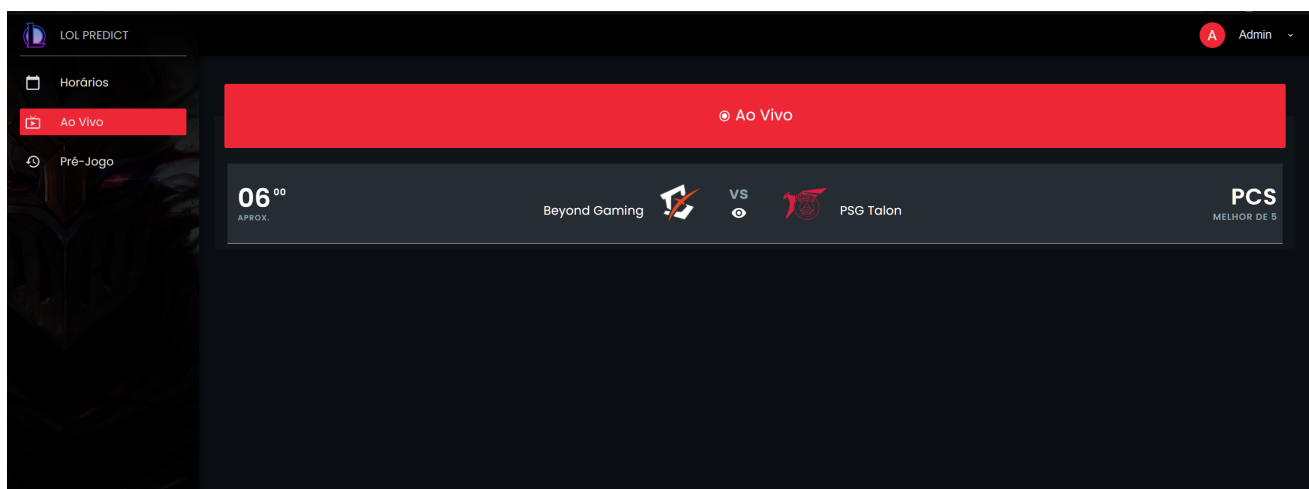 LOL PREDICT
A Admin
Horários
Ao Vivo
Pré-Jogo
Ao Vivo
06 00
APROX.
Beyond Gaming
VS
PSG Talon
PCS
MELHOR DE 5